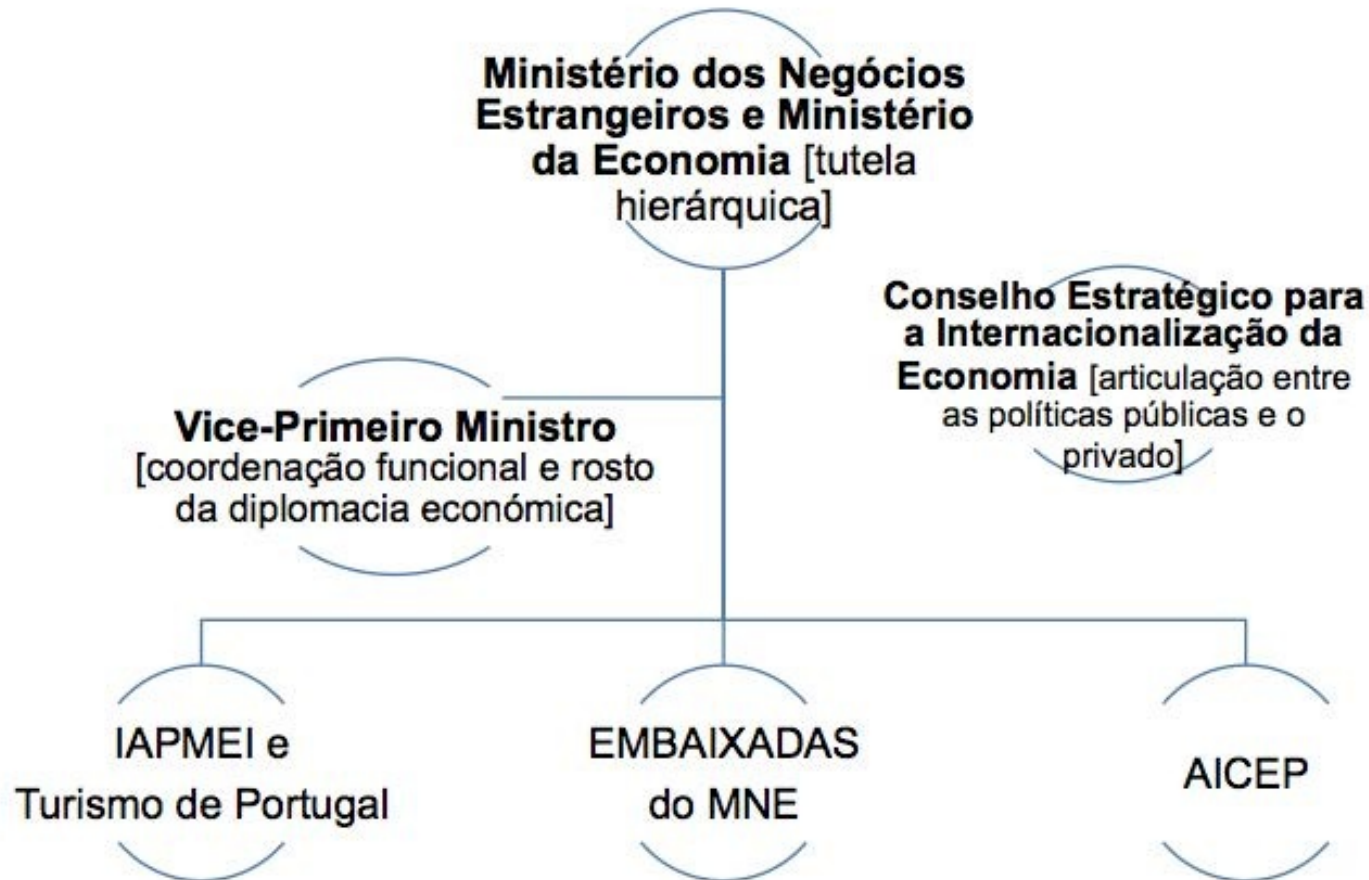 Ministério dos Negócios
Estrangeiros e Ministério
da Economia [tutela
hierárquica]
Conselho Estratégico para
a Internacionalização da
Economia [articulação entre
as políticas públicas e o
privado]
Vice-Primeiro Ministro
[coordenação funcional e rosto
da diplomacia económica]
IAPMEI e
Turismo de Portugal
EMBAIXADAS
do MNE
AICEP